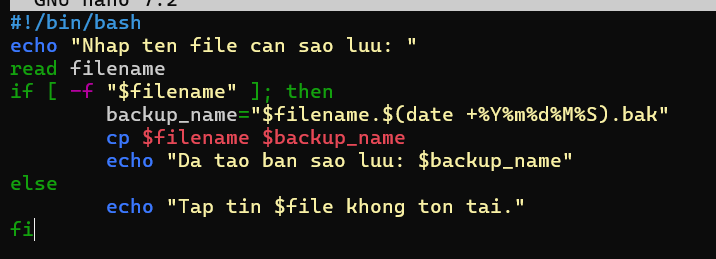 GNU nano 7.2
#!/bin/bash
echo "Nhap ten file can sao luu: "
read filename
if [ -f "$filename" ]; then
        backup_name="$filename.$(date +%Y%m%d%M%S).bak"
        cp $filename $backup_name
        echo "Da tao ban sao luu: $backup_name"
else
        echo "Tap tin $file khong ton tai."
fi